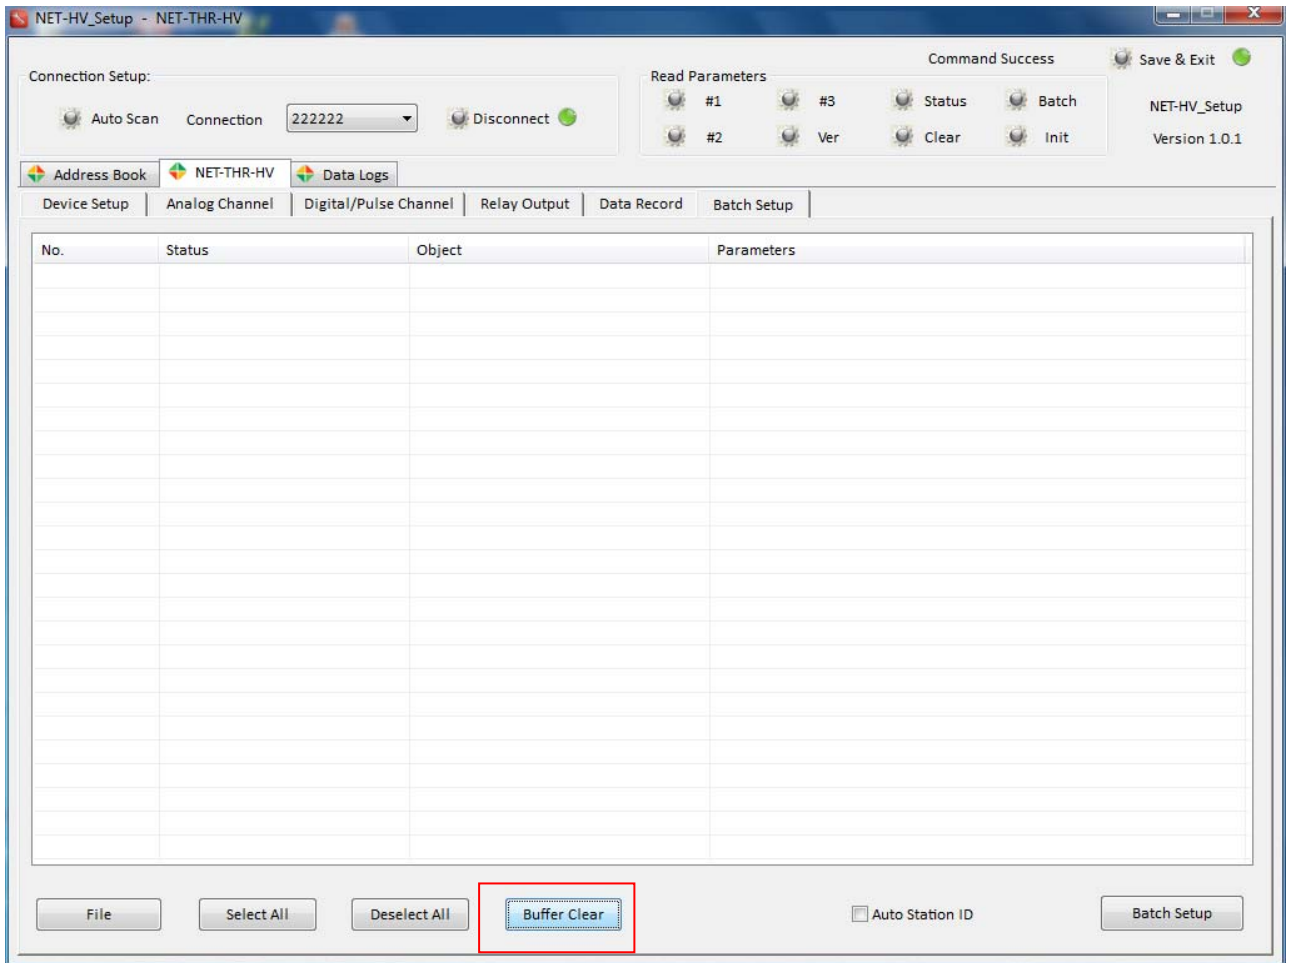 NET-HV_Setup - NET-THR-HV
Command Success Save & Exit
Connection Setup:
Read Parameters
Auto Scan Connection 222222 Disconnect
#1 #3 Status Batch
#2 Ver Clear Init
NET-HV_Setup
Version 1.0.1
Address Book NET-THR-HV Data Logs
Device Setup Analog Channel Digital/Pulse Channel Relay Output Data Record Batch Setup
No. Status Object Parameters
File Select All Deselect All Buffer Clear Auto Station ID Batch Setup